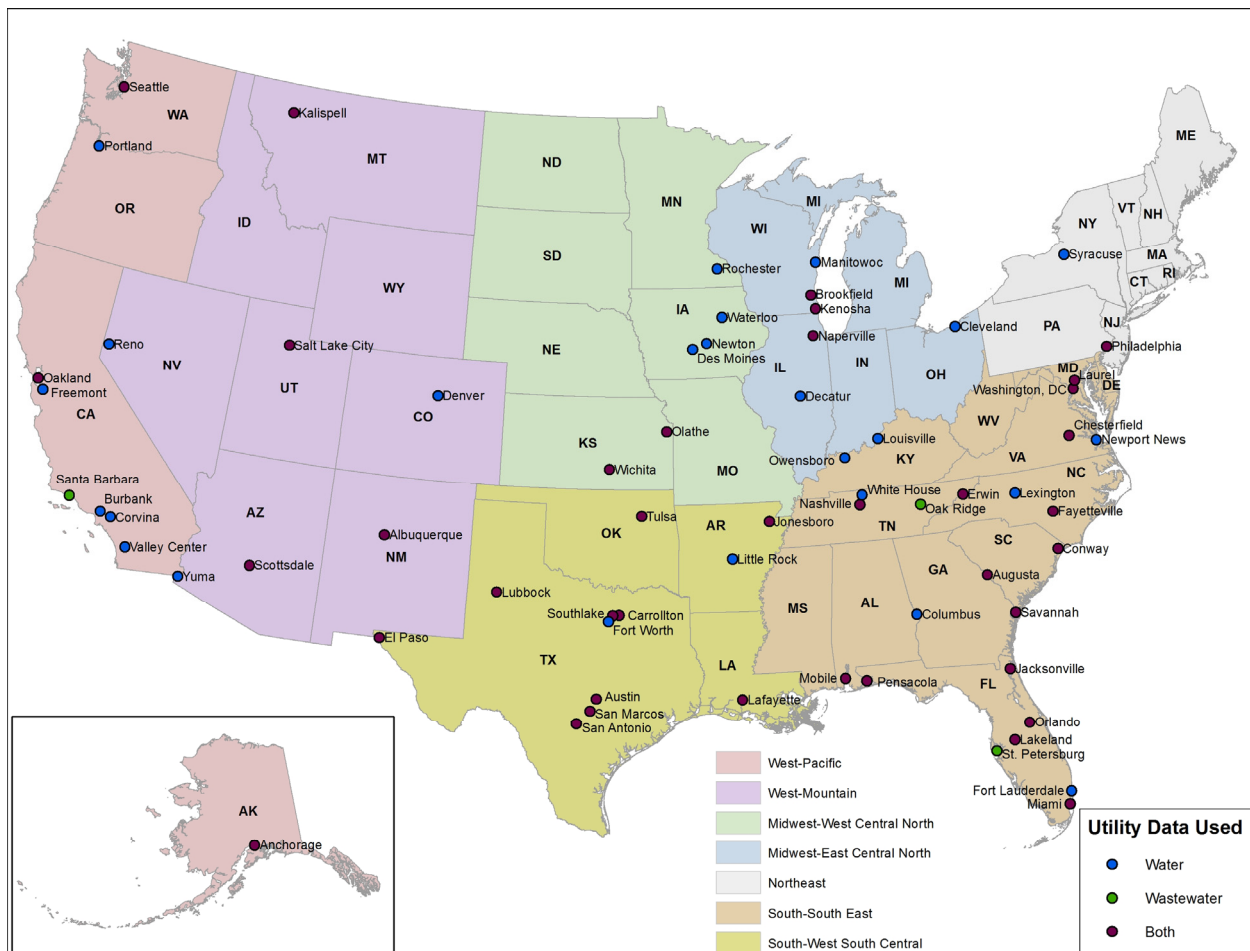 Seattle
WA
Kalispell
Portland
MT
ND
MN
ME
OR
ID
MI
VT
NH
NY
WI
Syracuse
MA
SD
Rochester
Manitowoc
RI
CT
WY
MI
Brookfield
IA
Waterloo
Kenosha
Cleveland
PA
NJ
Reno
Salt Lake City
NE
Newton
Des Moines
Naperville
Philadelphia
NV
IN
IL
OH
MD
Laurel
Oakland
UT
Washington, DC
DE
Freemont
Denver
Decatur
CA
CO
WV
Chesterfield
Olathe
Louisville
Newport News
KS
Owensboro
KY
VA
Wichita
MO
NC
Santa Barbara
White House
Erwin
Lexington
Burbank
Nashville
Oak Ridge
Corvina
AZ
Tulsa
Jonesboro
Fayetteville
AR
TN
OK
Albuquerque
SC
Valley Center
NM
Conway
Little Rock
Scottsdale
GA
Yuma
Augusta
Lubbock
MS
AL
Southlake
Carrollton
Columbus
Savannah
Fort Worth
El Paso
TX
LA
Jacksonville
Mobile
Pensacola
FL
Austin
Lafayette
San Marcos
Orlando
San Antonio
Lakeland
St. Petersburg
Fort Lauderdale
Miami
AK
Anchorage
West-Pacific
West-Mountain
Midwest-West Central North
Midwest-East Central North
Northeast
South-South East
South-West South Central
Utility Data Used
Water
Wastewater
Both